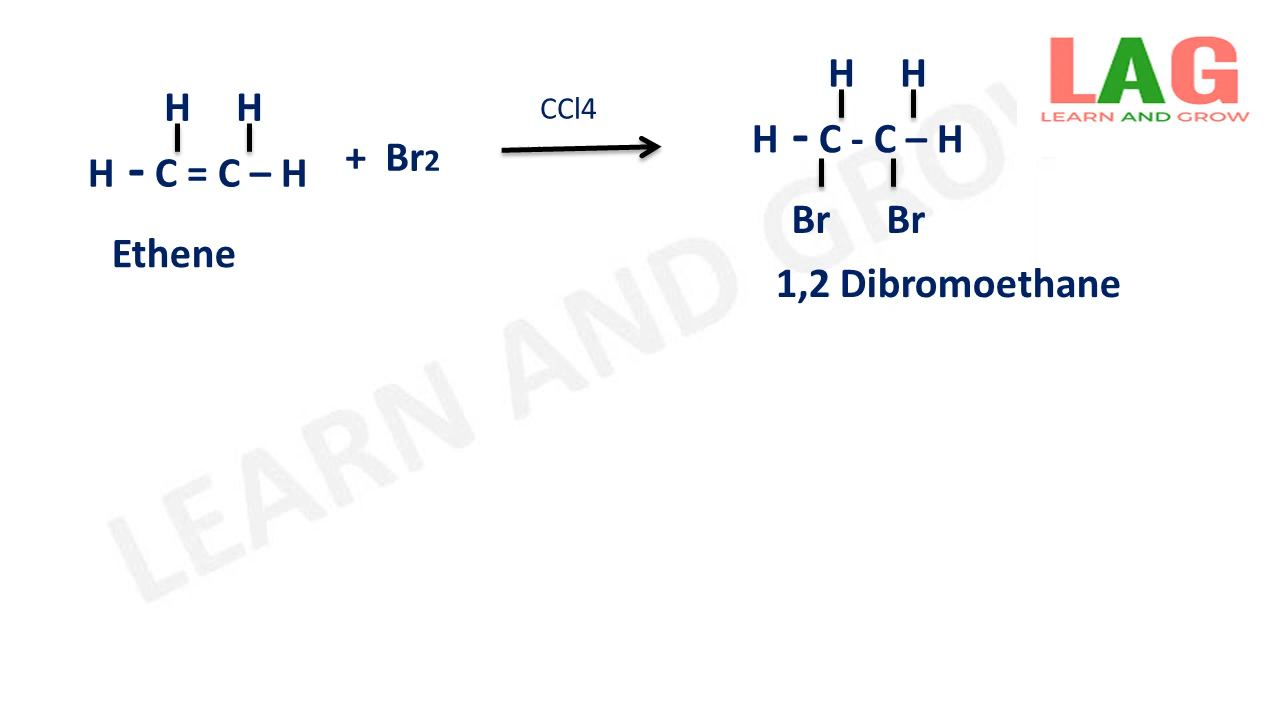 LAG
LEARN AND GROW
H H
H - C = C – H + Br2
CCl4
H H
H - C - C – H
Br Br
Ethene
1,2 Dibromoethane
LEARN AND GROW